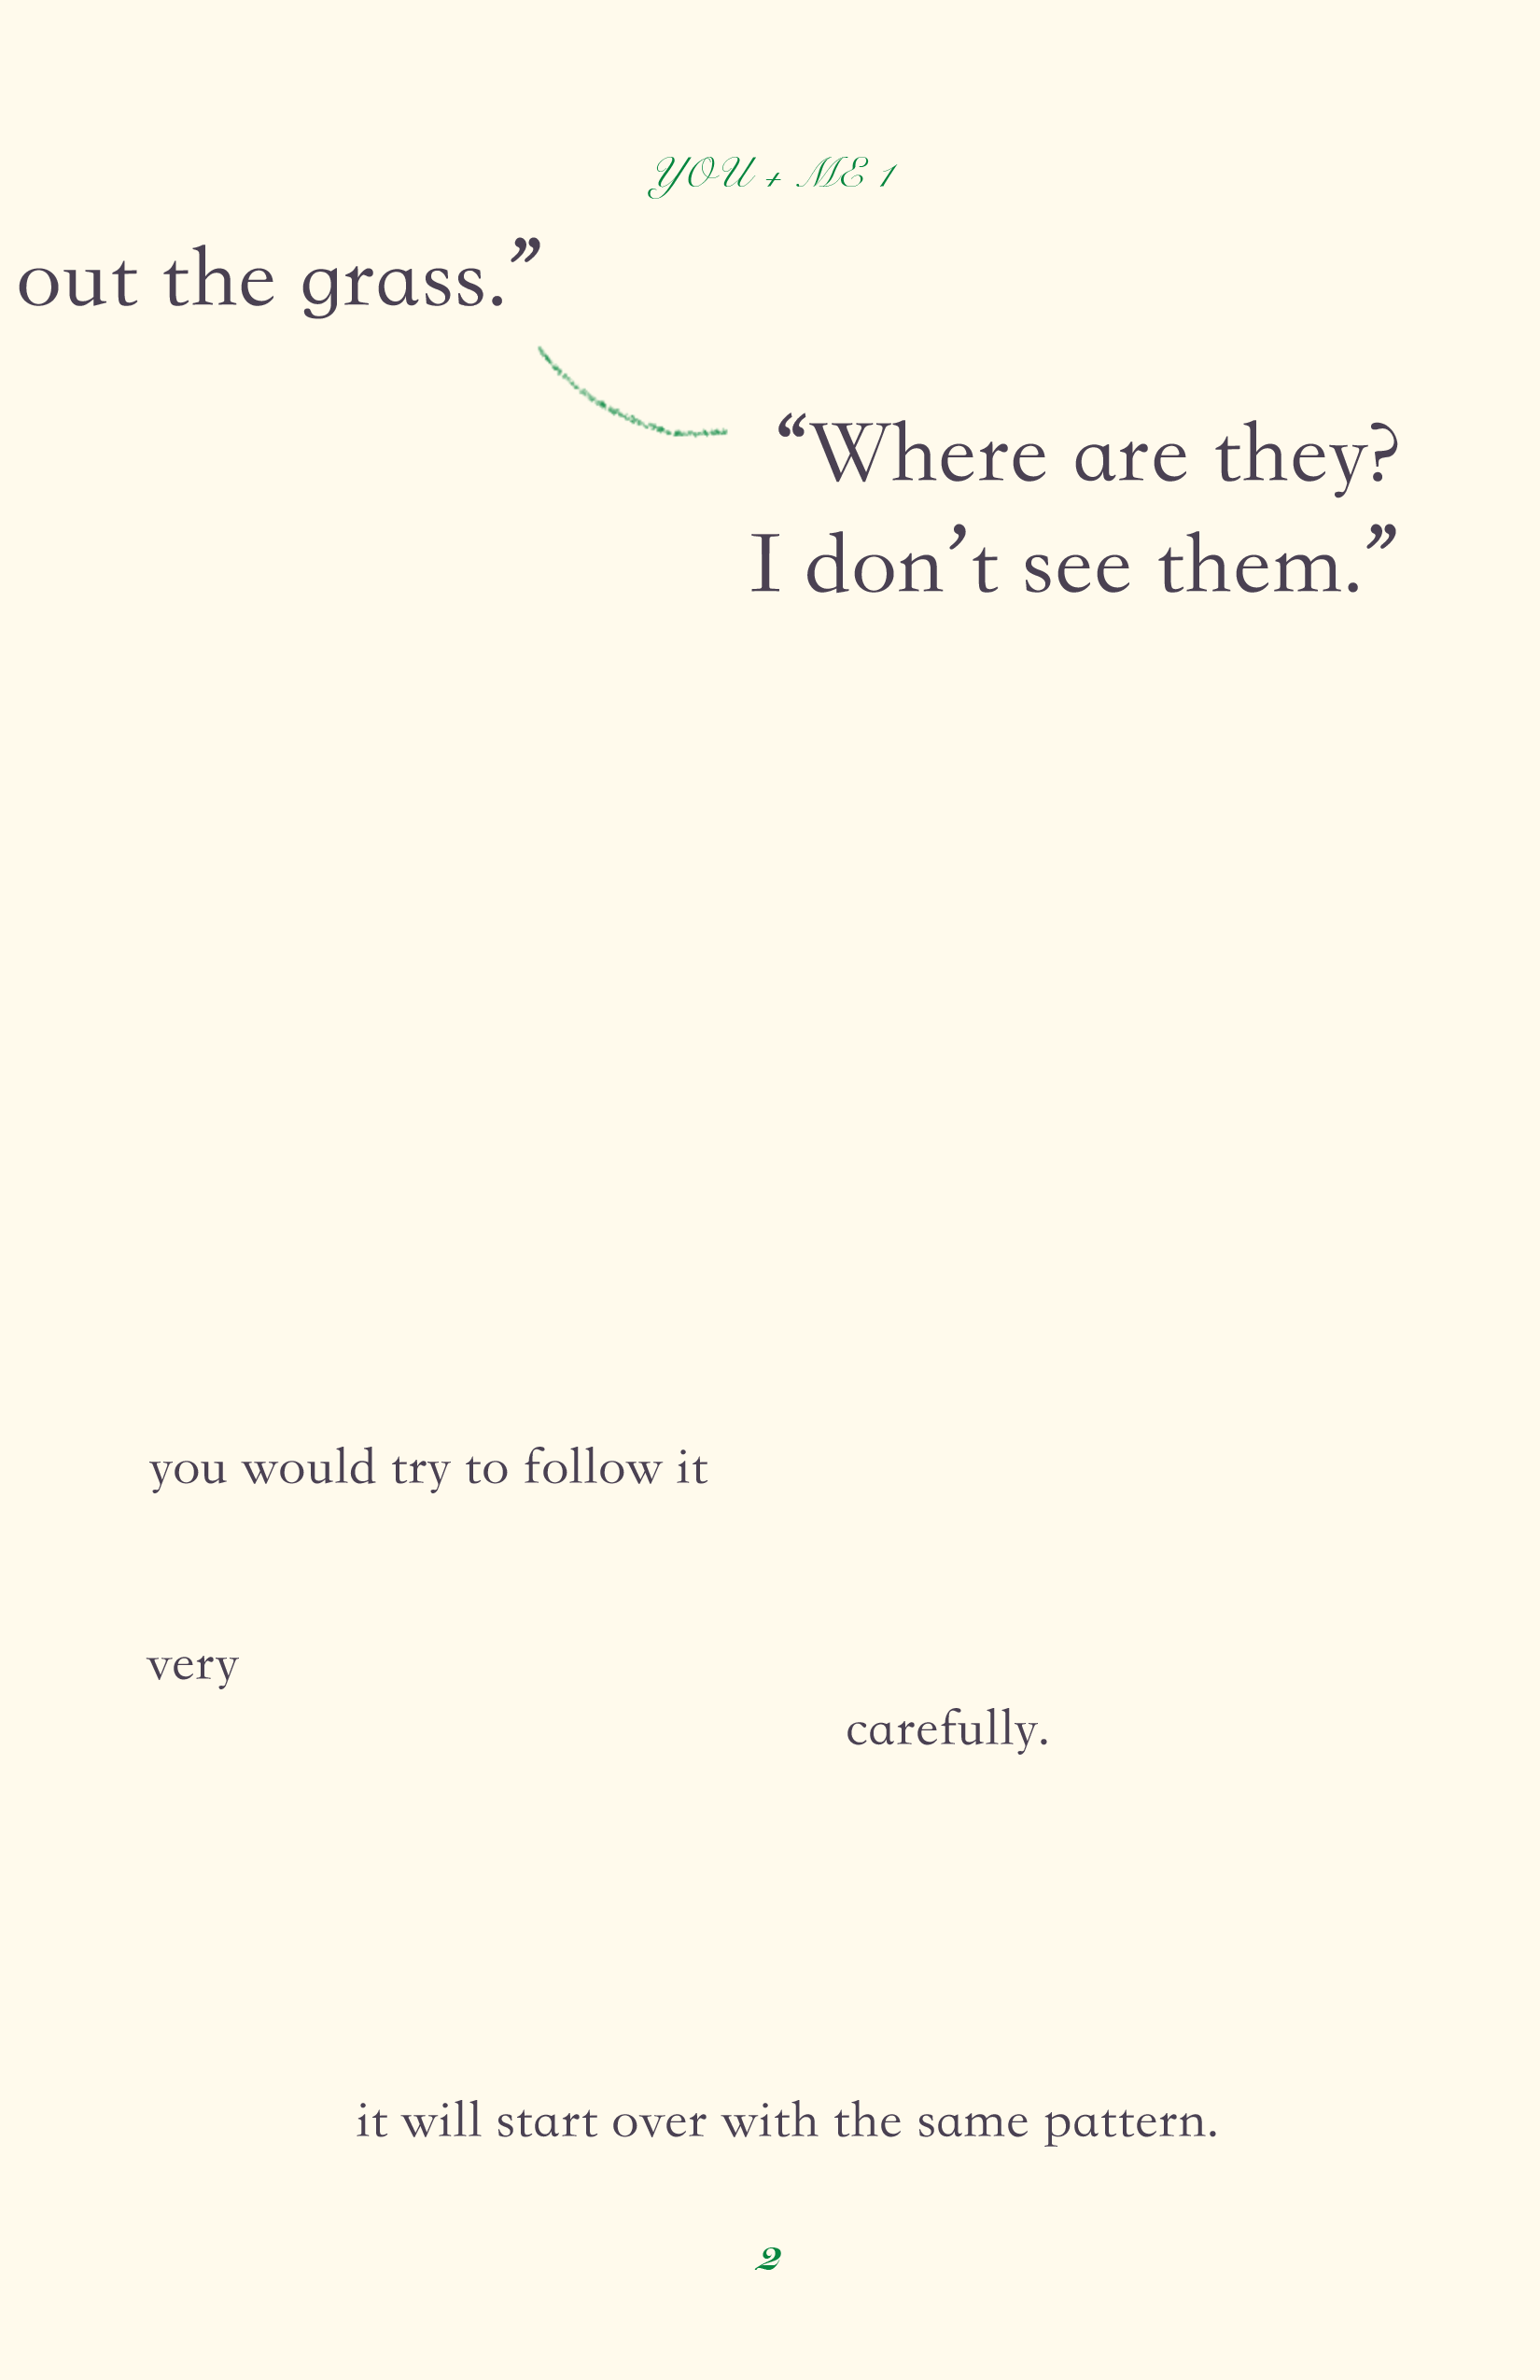 YOU + ME 1
out the grass.”
“Where are they?
I don’t see them.”
you would try to follow it
very
carefully.
it will start over with the same pattern.
2